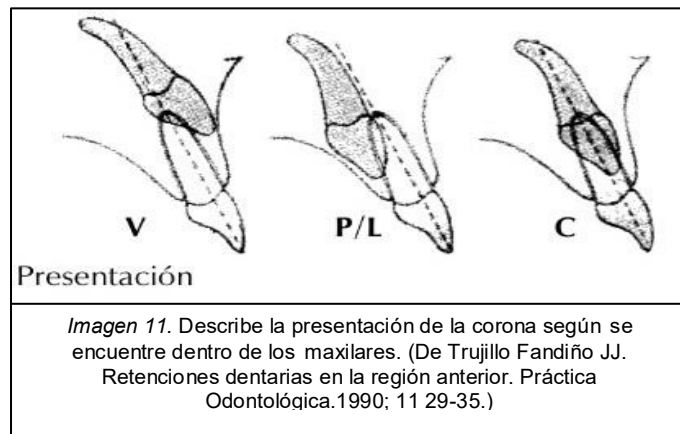 V P/L C
Presentación
Imagen 11. Describe la presentación de la corona según se
encuentre dentro de los maxilares. (De Trujillo Fandiño JJ.
Retenciones dentarias en la región anterior. Práctica
Odontológica.1990; 11 29-35.)